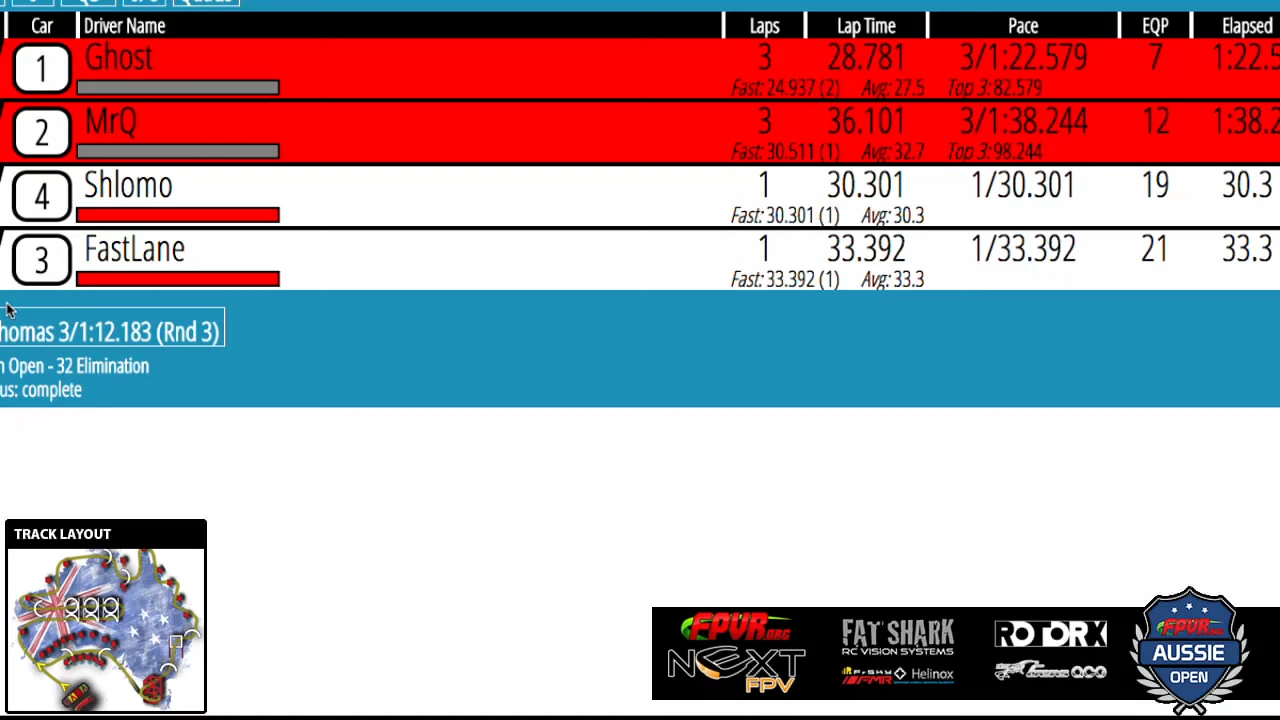 Car Driver Name Laps Lap Time Pace EQP Elapsed
1 Ghost 3 28.781 3/1:22.579 7 1:22.5
Fast: 24.937 (2) Avg: 27.5 Top 3: 82.579
2 MrQ 3 36.101 3/1:38.244 12 1:38.2
Fast: 30.511 (1) Avg: 32.7 Top 3: 98.244
4 Shlomo 1 30.301 1/30.301 19 30.3
Fast: 30.301 (1) Avg: 30.3
3 FastLane 1 33.392 1/33.392 21 33.3
Fast: 33.392 (1) Avg: 33.3
homas 3/1:12.183 (Rnd 3)
n Open - 32 Elimination
us: complete
TRACK LAYOUT
FPVR.ORG
NEXT
FPV
FAT SHARK
RC VISION SYSTEMS
FMR Helinox
ROTORX
FPVR.ORG
AUSSIE
OPEN